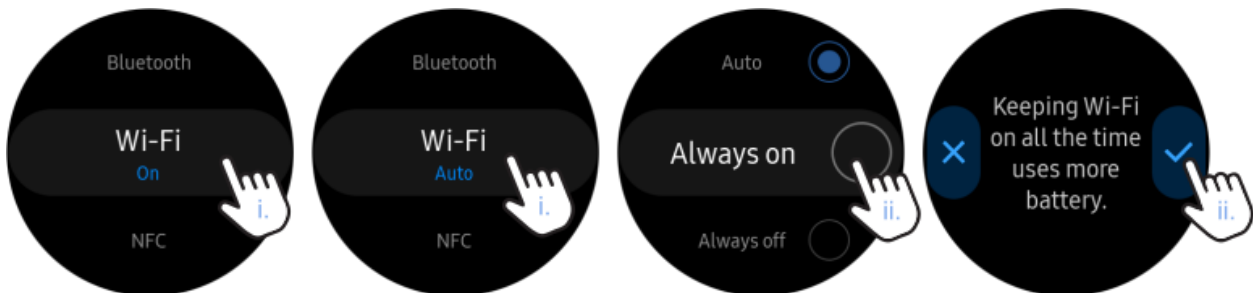 Bluetooth
Wi-Fi
On
i.
NFC
Bluetooth
Wi-Fi
Auto
i.
NFC
Auto
Always on
ii.
Always off
Keeping Wi-Fi
on all the time
uses more
battery.
ii.